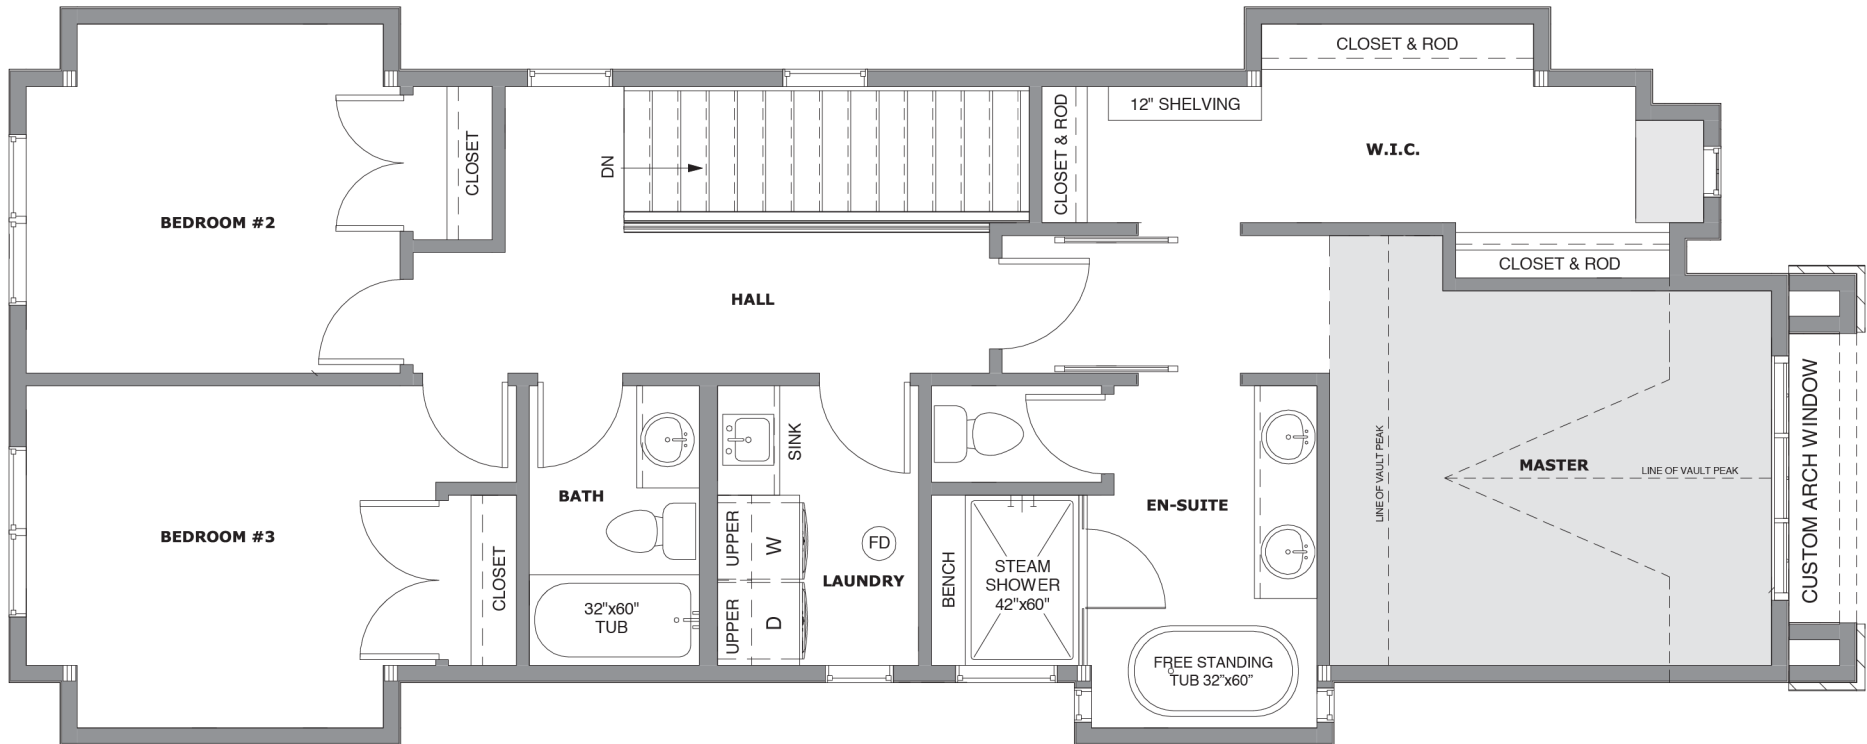 CLOSET & ROD
12" SHELVING
CLOSET & ROD
W.I.C.
CLOSET
DN
BEDROOM #2
CLOSET & ROD
HALL
CUSTOM ARCH WINDOW
SINK
LINE OF VAULT PEAK
MASTER
LINE OF VAULT PEAK
BATH
EN-SUITE
BEDROOM #3
UPPER
W
FD
LAUNDRY
CLOSET
BENCH
STEAM
SHOWER
42"x60"
32"x60"
TUB
UPPER
D
FREE STANDING
TUB 32"x60"